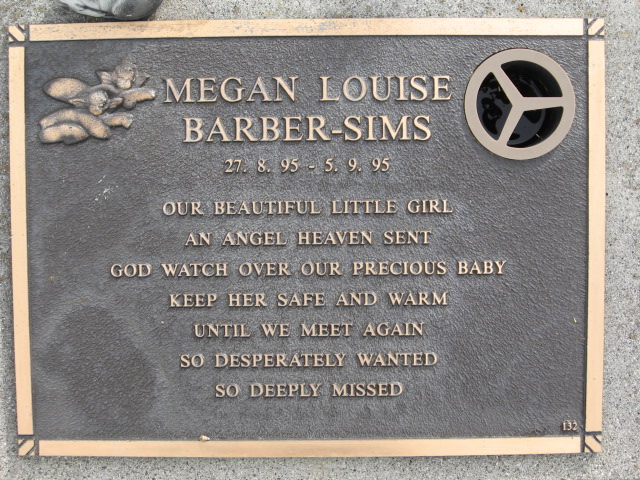 MEGAN LOUISE
BARBER-SIMS
27. 8. 95 - 5. 9. 95
OUR BEAUTIFUL LITTLE GIRL
AN ANGEL HEAVEN SENT
GOD WATCH OVER OUR PRECIOUS BABY
KEEP HER SAFE AND WARM
UNTIL WE MEET AGAIN
SO DESPERATELY WANTED
SO DEEPLY MISSED
132